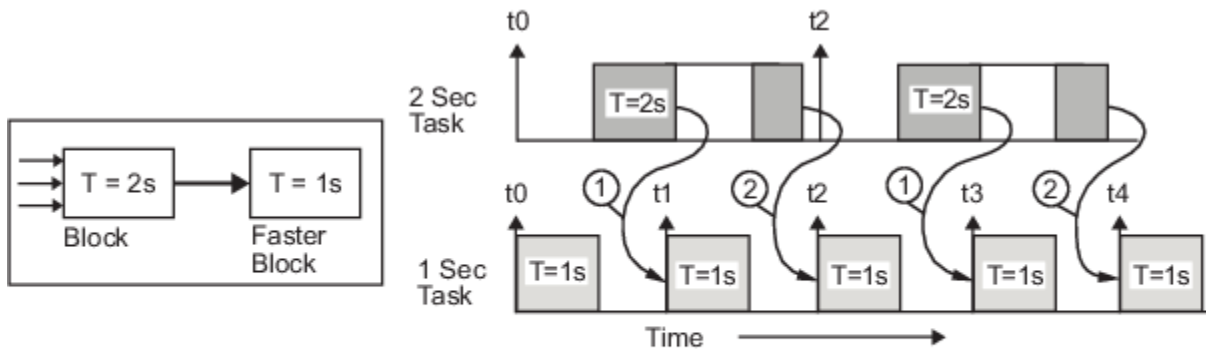 T = 2s
T = 1s
Block
Faster
Block
t0
t2
2 Sec
Task
T=2s
T=2s
1
2
1
2
t0
t1
t2
t3
t4
1 Sec
Task
T=1s
T=1s
T=1s
T=1s
T=1s
Time